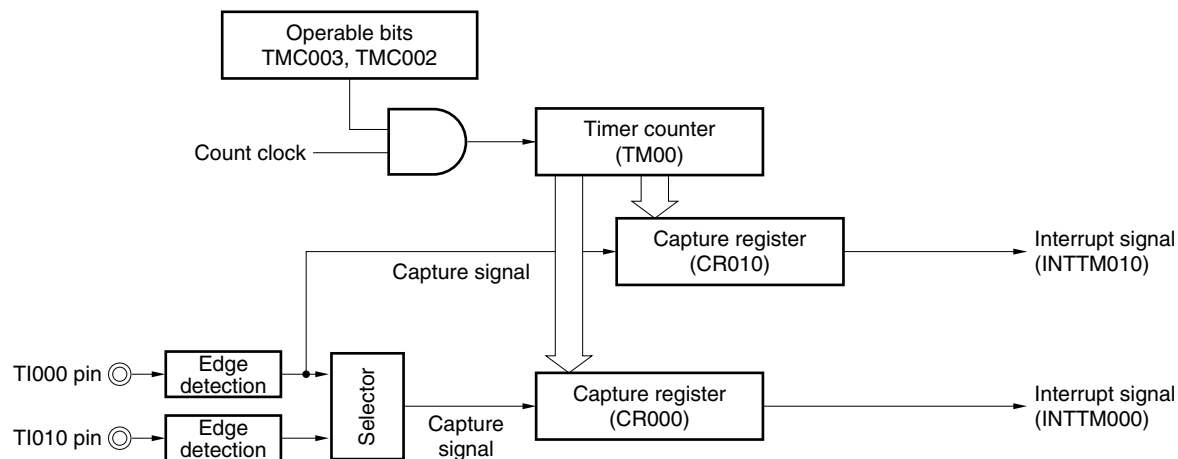 Operable bits
TMC003, TMC002
Count clock
Timer counter
(TM00)
Capture register
(CR010)
Interrupt signal
(INTTM010)
Capture signal
TI000 pin
Edge
detection
Selector
Capture register
(CR000)
Interrupt signal
(INTTM000)
TI010 pin
Edge
detection
Capture
signal